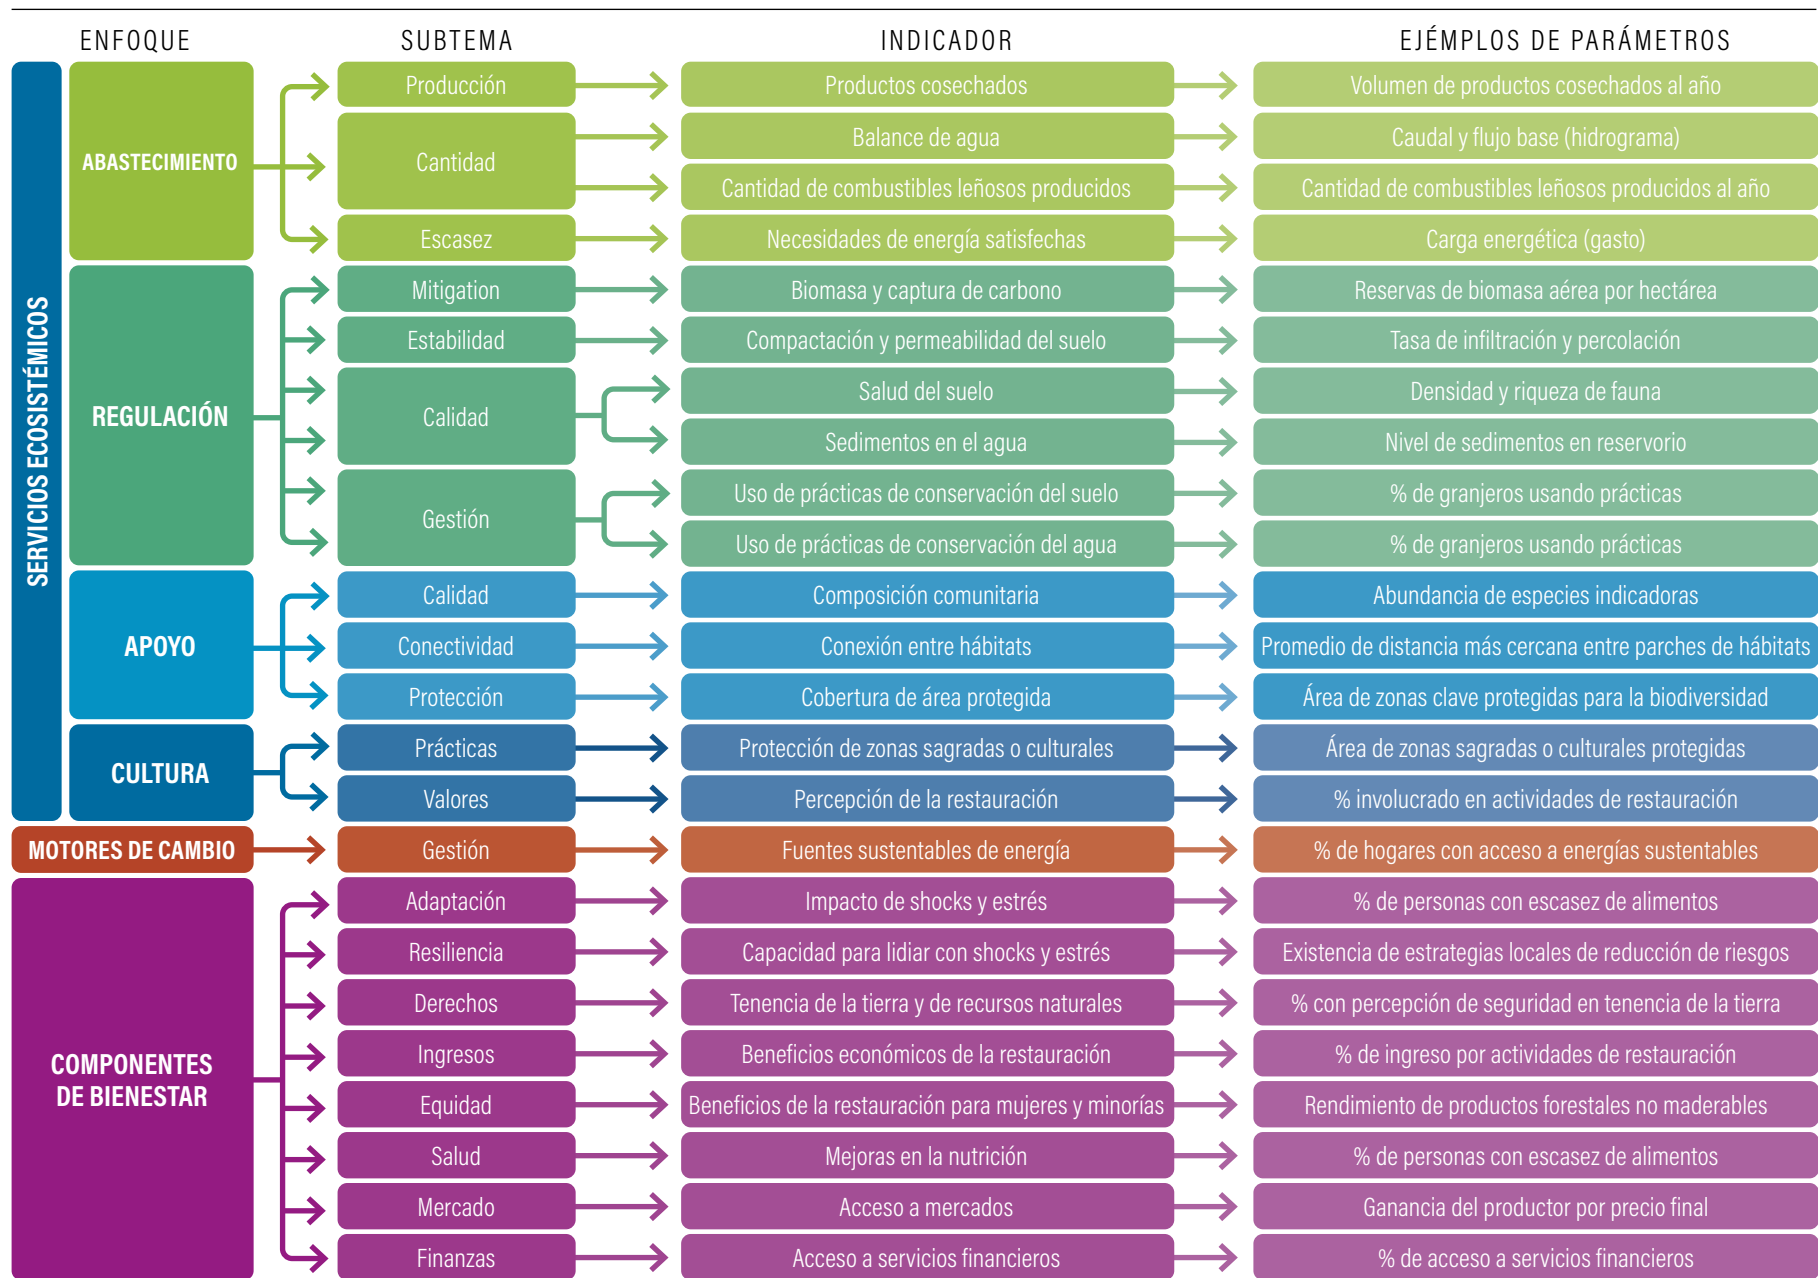 ENFOQUE SUBTEMA INDICADOR EJÉMPLOS DE PARÁMETROS
SERVICIOS ECOSISTÉMICOS
ABASTECIMIENTO
Producción Productos cosechados Volumen de productos cosechados al año
Cantidad
Balance de agua Caudal y flujo base (hidrograma)
Cantidad de combustibles leñosos producidos Cantidad de combustibles leñosos producidos al año
Escasez Necesidades de energía satisfechas Carga energética (gasto)
REGULACIÓN
Mitigation Biomasa y captura de carbono Reservas de biomasa aérea por hectárea
Estabilidad Compactación y permeabilidad del suelo Tasa de infiltración y percolación
Calidad
Salud del suelo Densidad y riqueza de fauna
Sedimentos en el agua Nivel de sedimentos en reservorio
Gestión
Uso de prácticas de conservación del suelo % de granjeros usando prácticas
Uso de prácticas de conservación del agua % de granjeros usando prácticas
APOYO
Calidad Composición comunitaria Abundancia de especies indicadoras
Conectividad Conexión entre hábitats Promedio de distancia más cercana entre parches de hábitats
Protección Cobertura de área protegida Área de zonas clave protegidas para la biodiversidad
CULTURA
Prácticas Protección de zonas sagradas o culturales Área de zonas sagradas o culturales protegidas
Valores Percepción de la restauración % involucrado en actividades de restauración
MOTORES DE CAMBIO Gestión Fuentes sustentables de energía % de hogares con acceso a energías sustentables
COMPONENTES
DE BIENESTAR
Adaptación Impacto de shocks y estrés % de personas con escasez de alimentos
Resiliencia Capacidad para lidiar con shocks y estrés Existencia de estrategias locales de reducción de riesgos
Derechos Tenencia de la tierra y de recursos naturales % con percepción de seguridad en tenencia de la tierra
Ingresos Beneficios económicos de la restauración % de ingreso por actividades de restauración
Equidad Beneficios de la restauración para mujeres y minorías Rendimiento de productos forestales no maderables
Salud Mejoras en la nutrición % de personas con escasez de alimentos
Mercado Acceso a mercados Ganancia del productor por precio final
Finanzas Acceso a servicios financieros % de acceso a servicios financieros